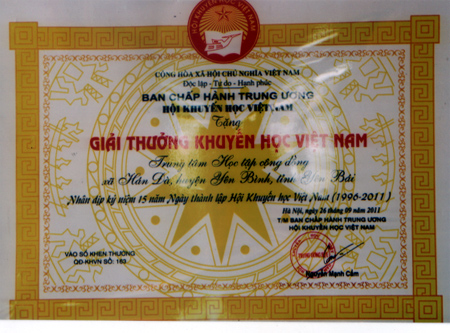 CỘNG HÒA XÃ HỘI CHỦ NGHĨA VIỆT NAM
Độc lập - Tự do - Hạnh phúc
BAN CHẤP HÀNH TRUNG ƯƠNG
HỘI KHUYẾN HỌC VIỆT NAM
Tặng
GIẢI THƯỞNG KHUYẾN HỌC VIỆT NAM
Trung tâm Học tập cộng đồng
xã Hán Đà, huyện Yên Bình, tỉnh Yên Bái
Nhân dịp kỷ niệm 15 năm Ngày thành lập Hội Khuyến học Việt Nam (1996-2011)
Hà Nội, ngày 26 tháng 09 năm 2011
T/M BAN CHẤP HÀNH TRUNG ƯƠNG
HỘI KHUYẾN HỌC VIỆT NAM
VÀO SỔ KHEN THƯỞNG
QĐ-KHVN SỐ: 163
Nguyễn Mạnh Cầm